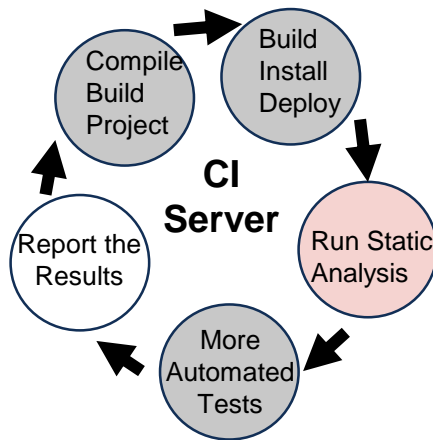 Compile
Build
Project
Build
Install
Deploy
CI
Server
Run Static
Analysis
More
Automated
Tests
Report the
Results